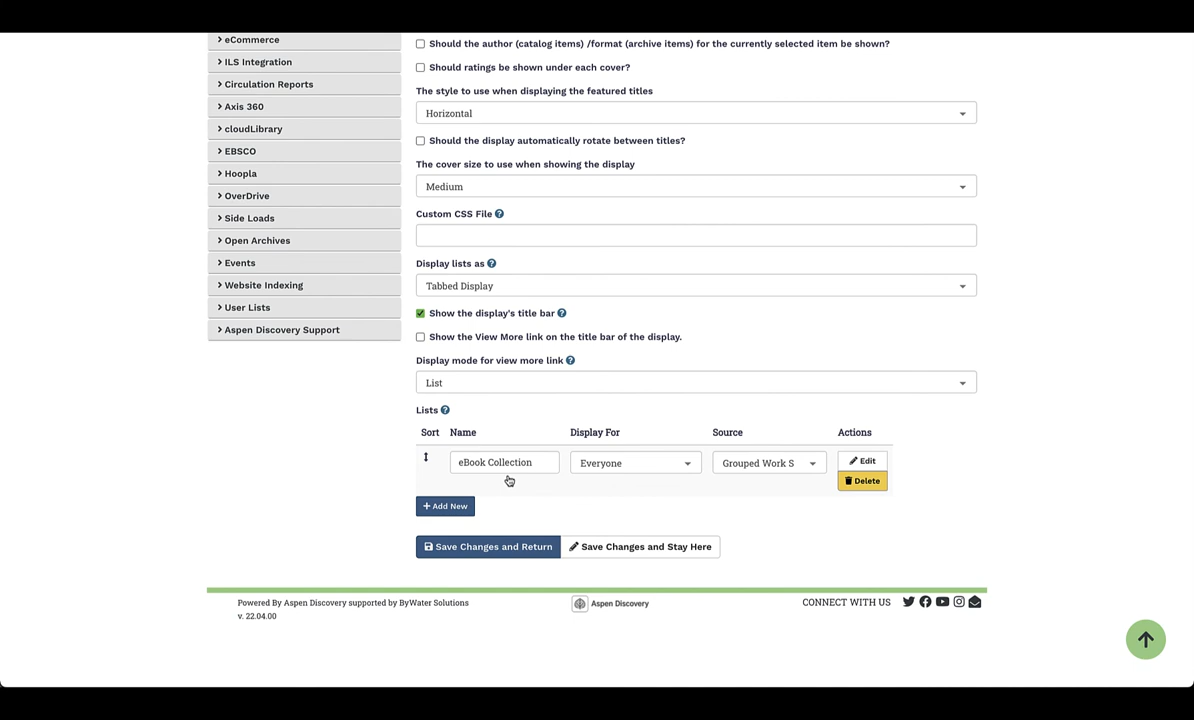 eCommerce
ILS Integration
Circulation Reports
Axis 360
cloudLibrary
EBSCO
Hoopla
OverDrive
Side Loads
Open Archives
Events
Website Indexing
User Lists
Aspen Discovery Support
Should the author (catalog items) /format (archive items) for the currently selected item be shown?
Should ratings be shown under each cover?
The style to use when displaying the featured titles
Horizontal
Should the display automatically rotate between titles?
The cover size to use when showing the display
Medium
Custom CSS File
Display lists as
Tabbed Display
Show the display's title bar
Show the View More link on the title bar of the display.
Display mode for view more link
List
Lists
Sort Name Display For Source Actions
eBook Collection Everyone Grouped Work S Edit
Delete
+ Add New
Save Changes and Return Save Changes and Stay Here
Powered By Aspen Discovery supported by ByWater Solutions
v. 22.04.00
Aspen Discovery
CONNECT WITH US